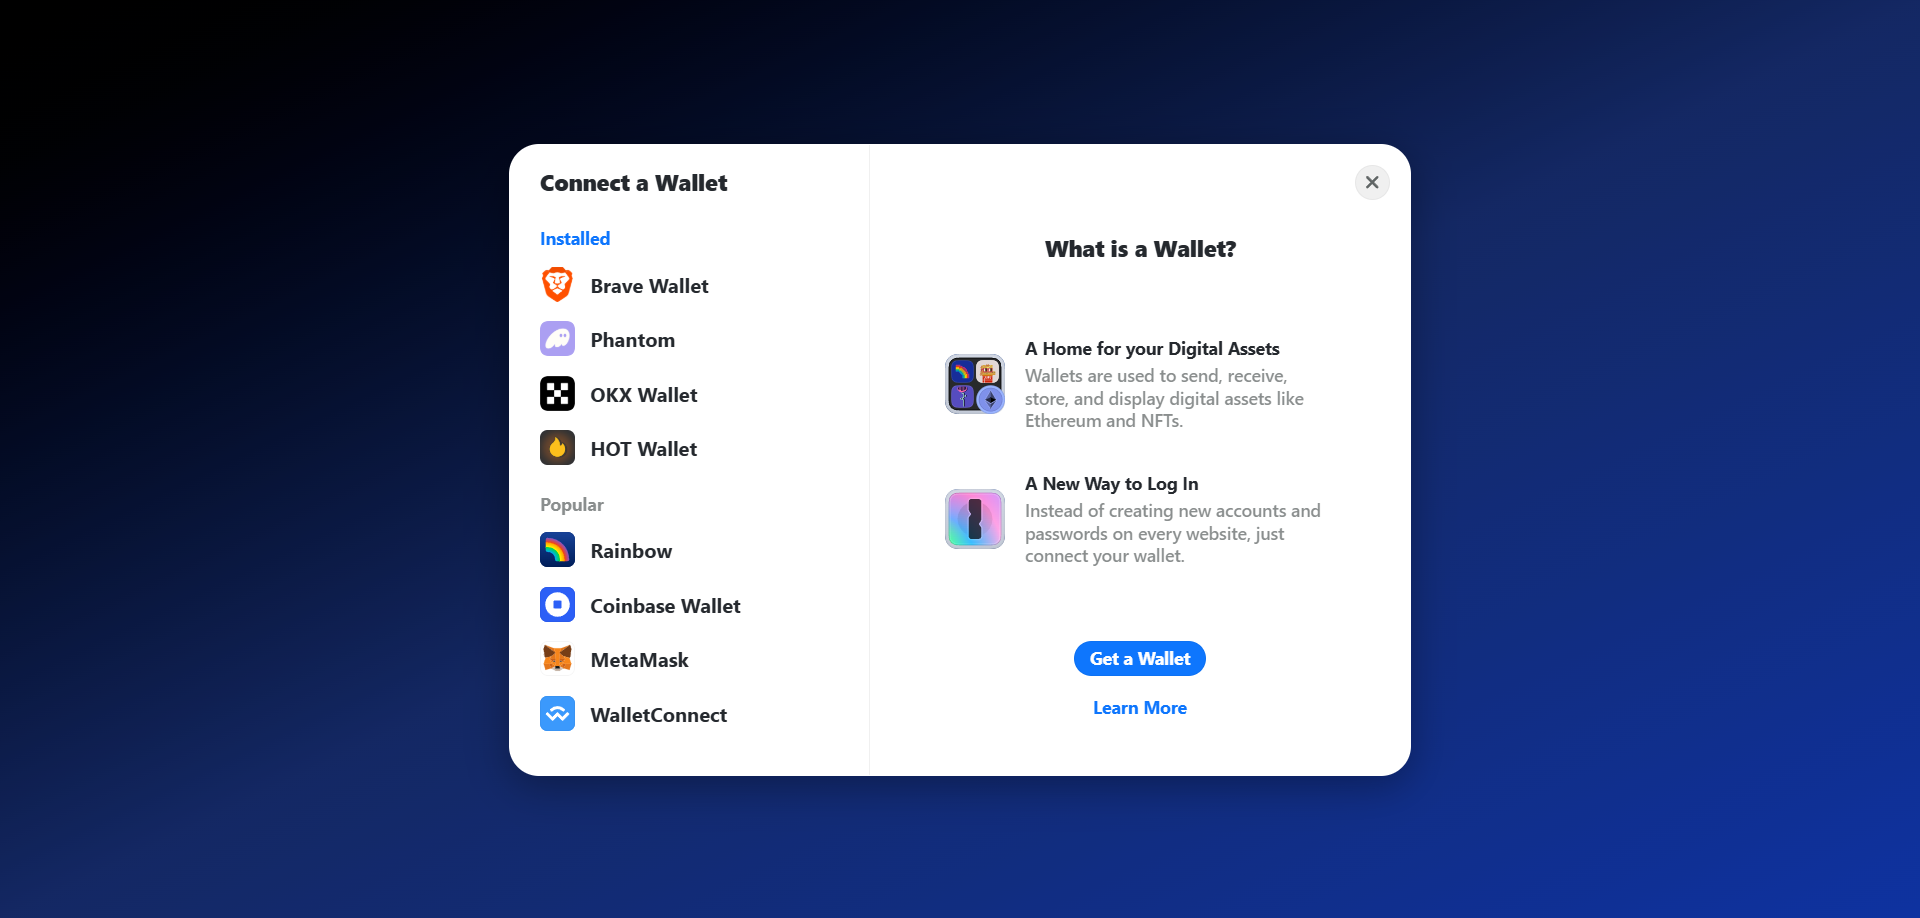 Connect a Wallet
Installed
Brave Wallet
Phantom
OKX Wallet
HOT Wallet
Popular
Rainbow
Coinbase Wallet
MetaMask
WalletConnect
What is a Wallet?
A Home for your Digital Assets
Wallets are used to send, receive,
store, and display digital assets like
Ethereum and NFTs.
A New Way to Log In
Instead of creating new accounts and
passwords on every website, just
connect your wallet.
Get a Wallet
Learn More